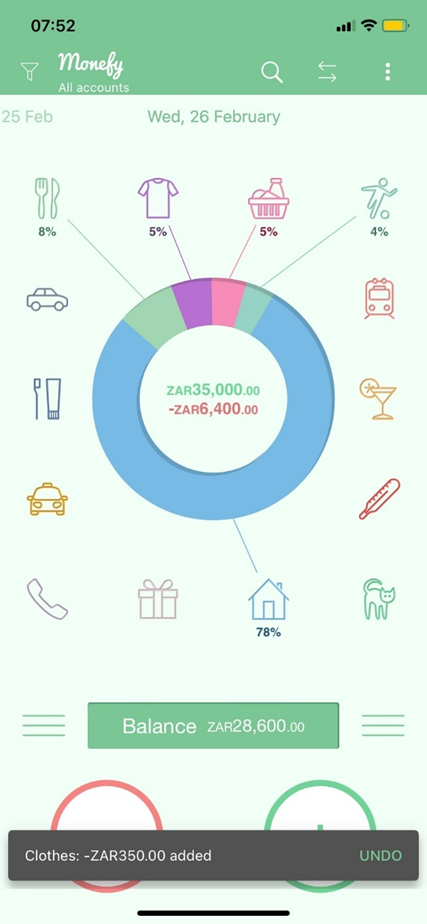 07:52
Monefy
All accounts
25 Feb
Wed, 26 February
8%
5%
5%
4%
ZAR35,000.00
-ZAR6,400.00
78%
Balance ZAR28,600.00
Clothes: -ZAR350.00 added UNDO